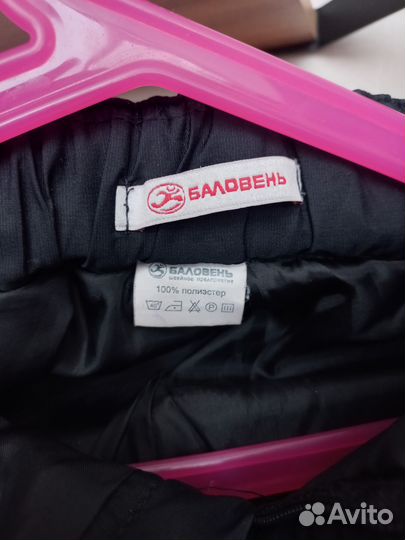 БАЛОВЕНЬ
БАЛОВЕНЬ
швейное предприятие
100% полиэстер
Avito